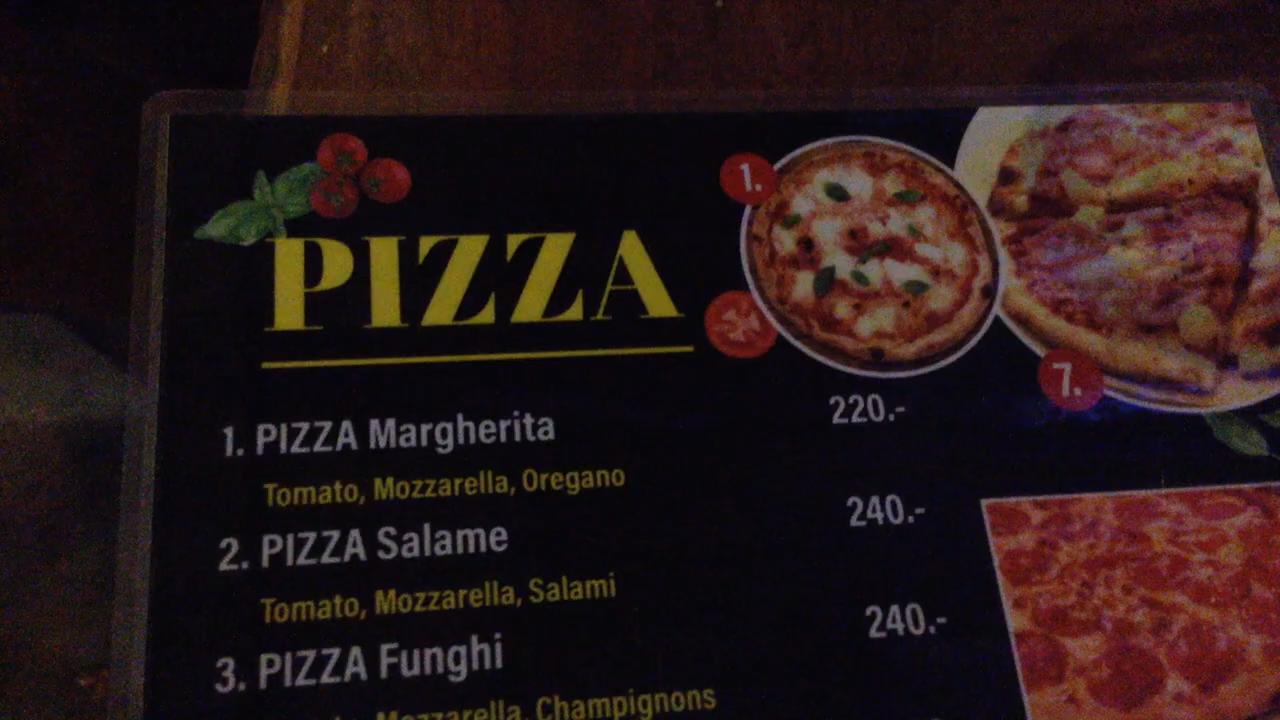 PIZZA
1.
7.
1. PIZZA Margherita 220.-
Tomato, Mozzarella, Oregano
2. PIZZA Salame 240.-
Tomato, Mozzarella, Salami
3. PIZZA Funghi 240.-
Mozzarella, Champignons